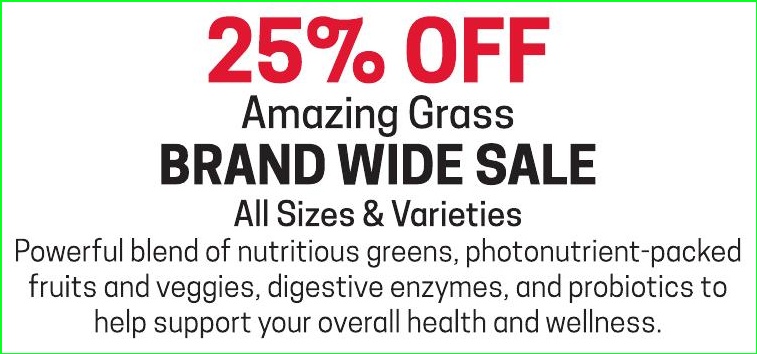 25% OFF
Amazing Grass
BRAND WIDE SALE
All Sizes & Varieties
Powerful blend of nutritious greens, photonutrient-packed
fruits and veggies, digestive enzymes, and probiotics to
help support your overall health and wellness.